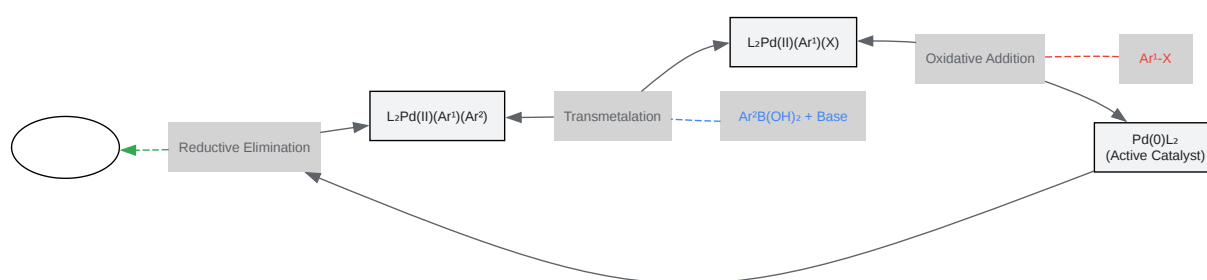 L₂Pd(II)(Ar¹)(X)
Oxidative Addition
Ar¹-X
L₂Pd(II)(Ar¹)(Ar²)
Transmetalation
Ar²B(OH)₂ + Base
Reductive Elimination
Pd(0)L₂
(Active Catalyst)